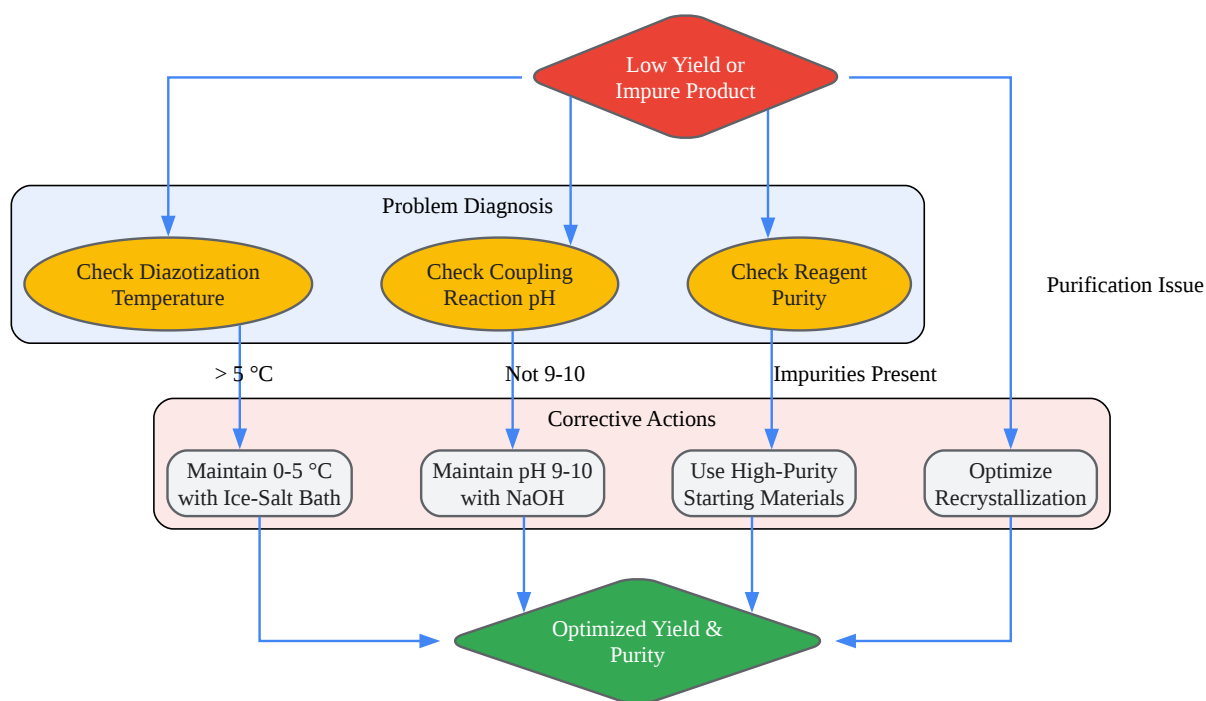 Low Yield or
Impure Product
Problem Diagnosis
Check Diazotization
Temperature
Check Coupling
Reaction pH
Check Reagent
Purity
Purification Issue
> 5 °C
Not 9-10
Impurities Present
Corrective Actions
Maintain 0-5 °C
with Ice-Salt Bath
Maintain pH 9-10
with NaOH
Use High-Purity
Starting Materials
Optimize
Recrystallization
Optimized Yield &
Purity